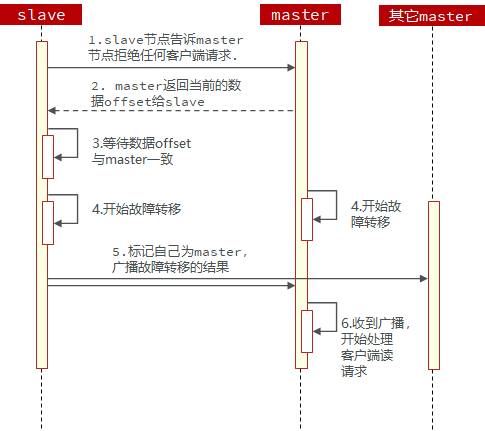 slave
master
其它master
1.slave节点告诉master
节点拒绝任何客户端请求.
2. master返回当前的数
据offset给slave
3.等待数据offset
与master一致
4.开始故障转移
4.开始故
障转移
5.标记自己为master,
广播故障转移的结果
6.收到广播,
开始处理
客户端读
请求